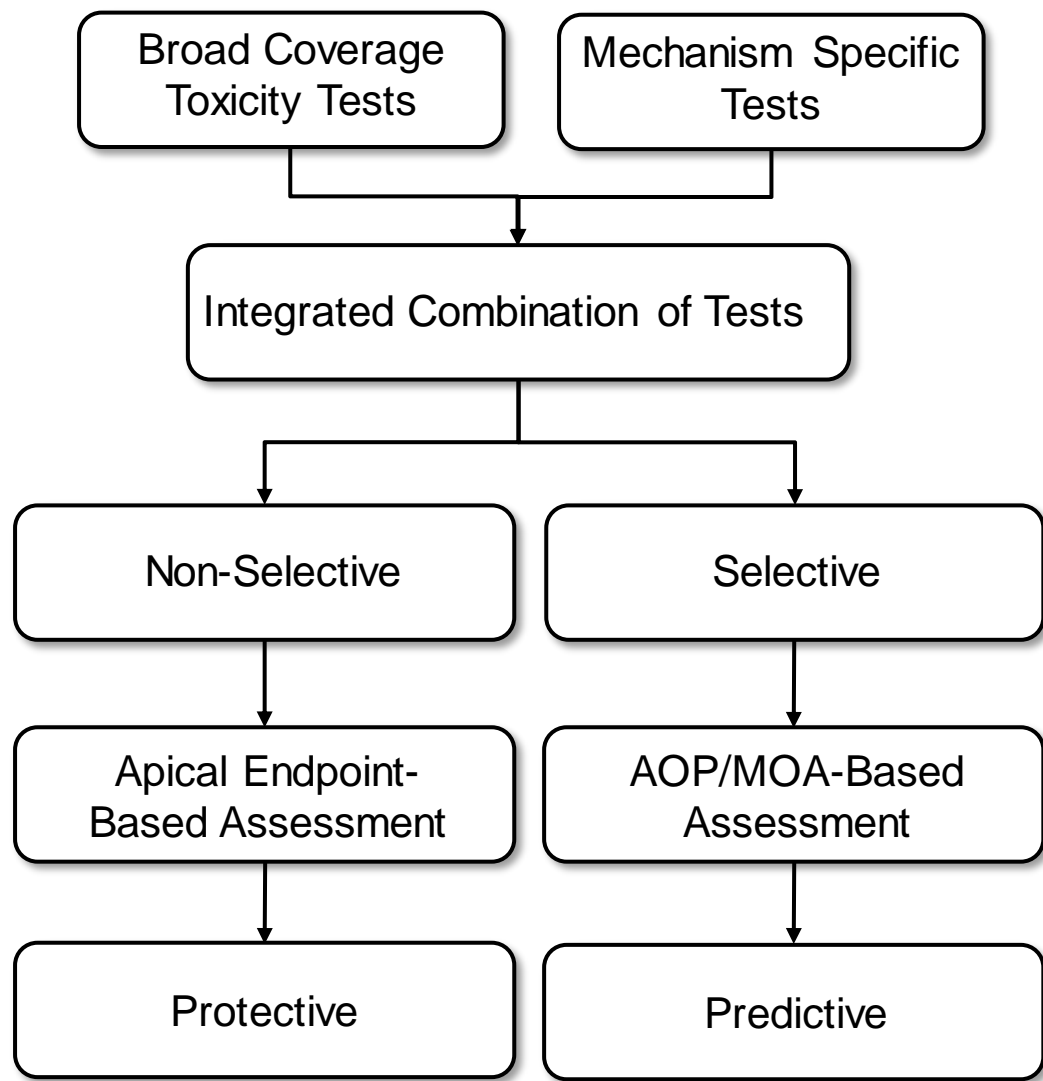 Broad Coverage
Toxicity Tests
Mechanism Specific
Tests
Integrated Combination of Tests
Non-Selective
Selective
Apical Endpoint-
Based Assessment
AOP/MOA-Based
Assessment
Protective
Predictive